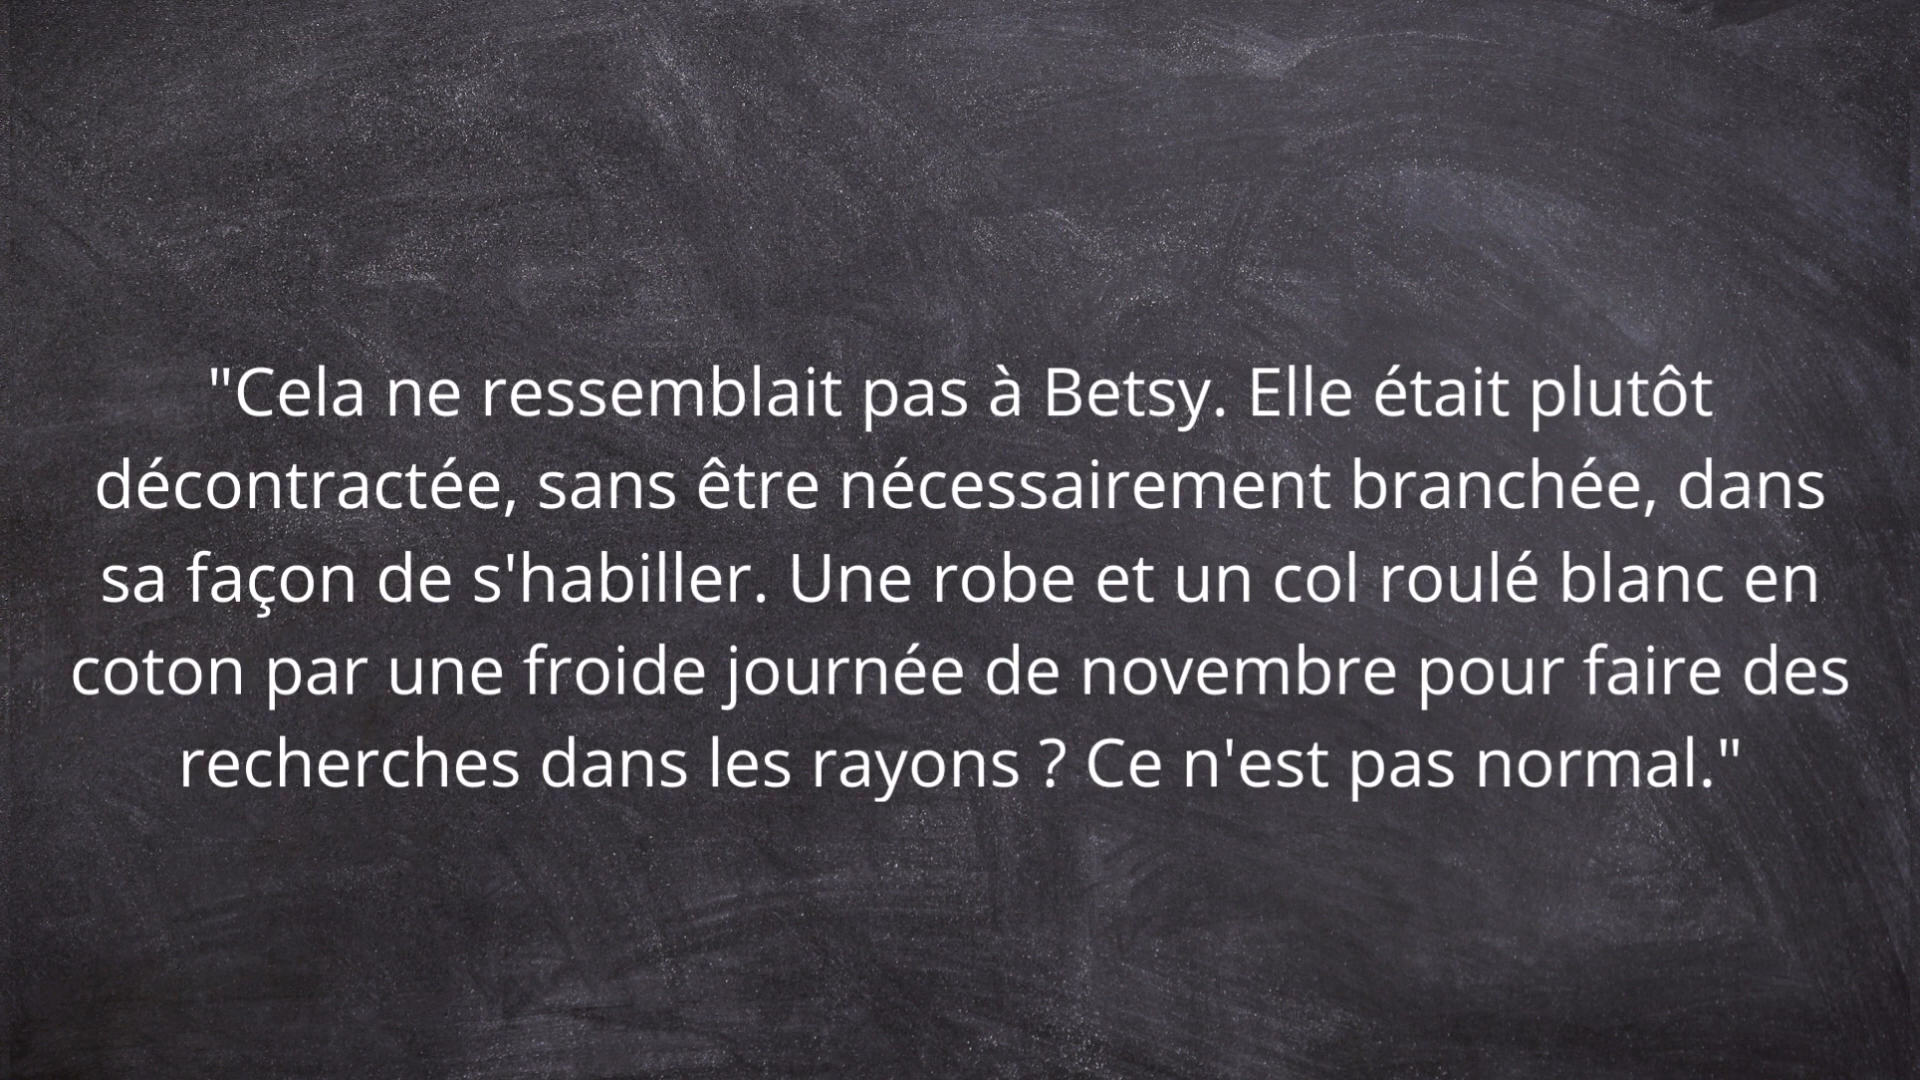 "Cela ne ressemblait pas à Betsy. Elle était plutôt
décontractée, sans être nécessairement branchée, dans
sa façon de s'habiller. Une robe et un col roulé blanc en
coton par une froide journée de novembre pour faire des
recherches dans les rayons ? Ce n'est pas normal."